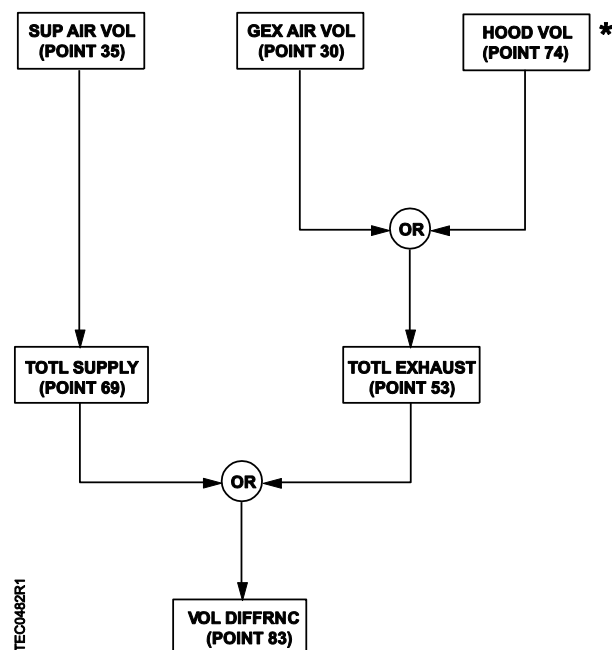 SUP AIR VOL
(POINT 35)
GEX AIR VOL
(POINT 30)
HOOD VOL
(POINT 74)
*
OR
TOTL SUPPLY
(POINT 69)
TOTL EXHAUST
(POINT 53)
OR
VOL DIFFRNC
(POINT 83)
TEC0482R1